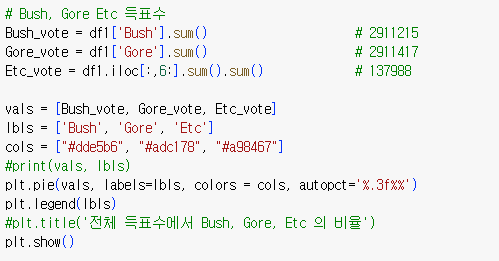 # Bush, Gore Etc 득표수
Bush_vote = df1['Bush'].sum() # 2911215
Gore_vote = df1['Gore'].sum() # 2911417
Etc_vote = df1.iloc[:,6:].sum().sum() # 137988
vals = [Bush_vote, Gore_vote, Etc_vote]
lbls = ['Bush', 'Gore', 'Etc']
cols = ["#dde5b6", "#adc178", "#a98467"]
#print(vals, lbls)
plt.pie(vals, labels=lbls, colors = cols, autopct='%.3f%%')
plt.legend(lbls)
#plt.title('전체 득표수에서 Bush, Gore, Etc 의 비율')
plt.show()